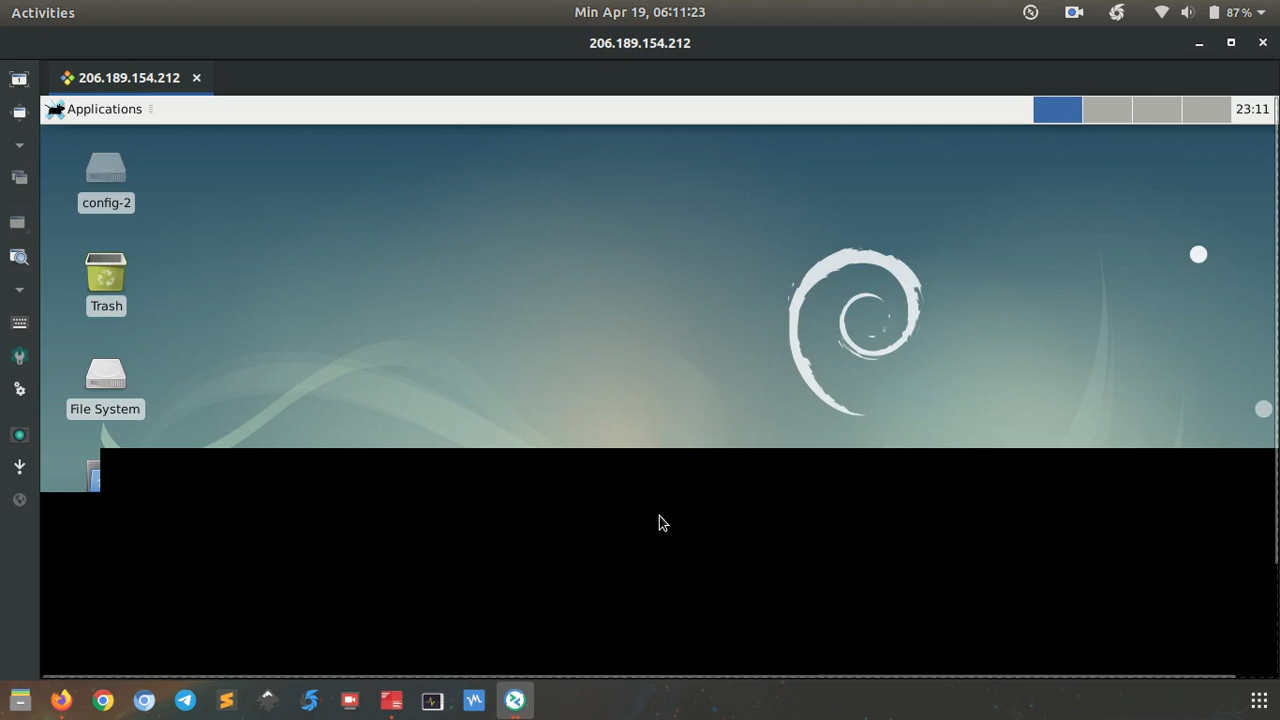 Activities
Min Apr 19, 06:11:23
87%
206.189.154.212
206.189.154.212
Applications
23:11
config-2
Trash
File System